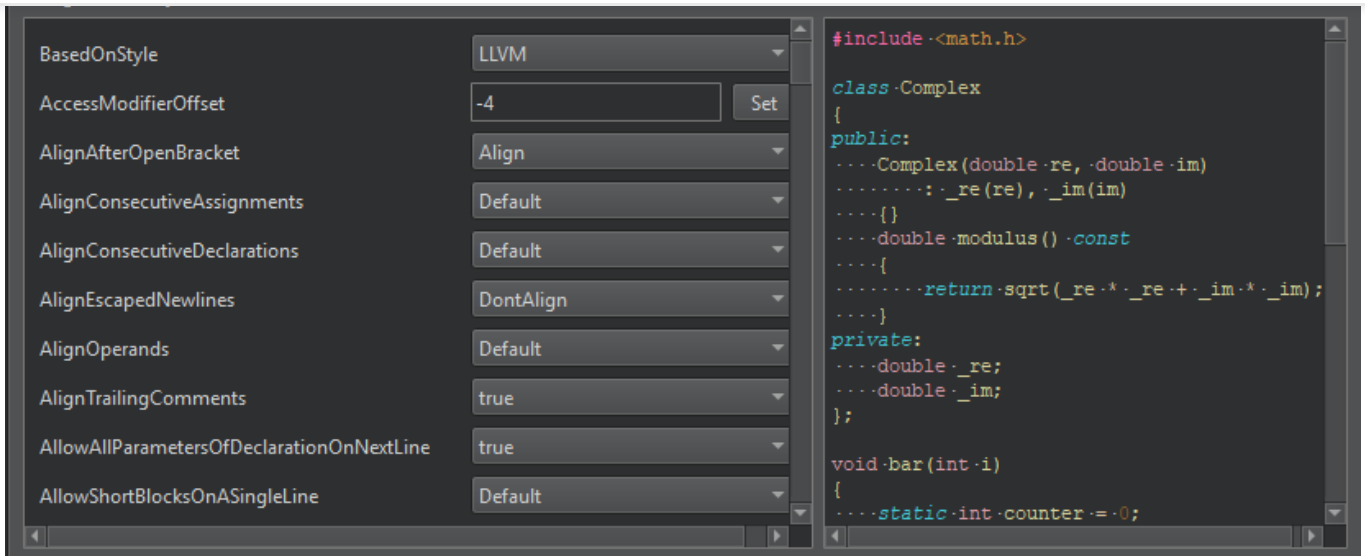 BasedOnStyle LLVM
AccessModifierOffset -4 Set
AlignAfterOpenBracket Align
AlignConsecutiveAssignments Default
AlignConsecutiveDeclarations Default
AlignEscapedNewlines DontAlign
AlignOperands Default
AlignTrailingComments true
AllowAllParametersOfDeclarationOnNextLine true
AllowShortBlocksOnASingleLine Default
#include·<math.h>
class·Complex
{
public:
····Complex(double·re,·double·im)
········:·_re(re),·_im(im)
····{}
····double·modulus()·const
····{
········return·sqrt(_re·*·_re·+·_im·*·_im);
····}
private:
····double·_re;
····double·_im;
};
void·bar(int·i)
{
····static·int·counter·=·0;